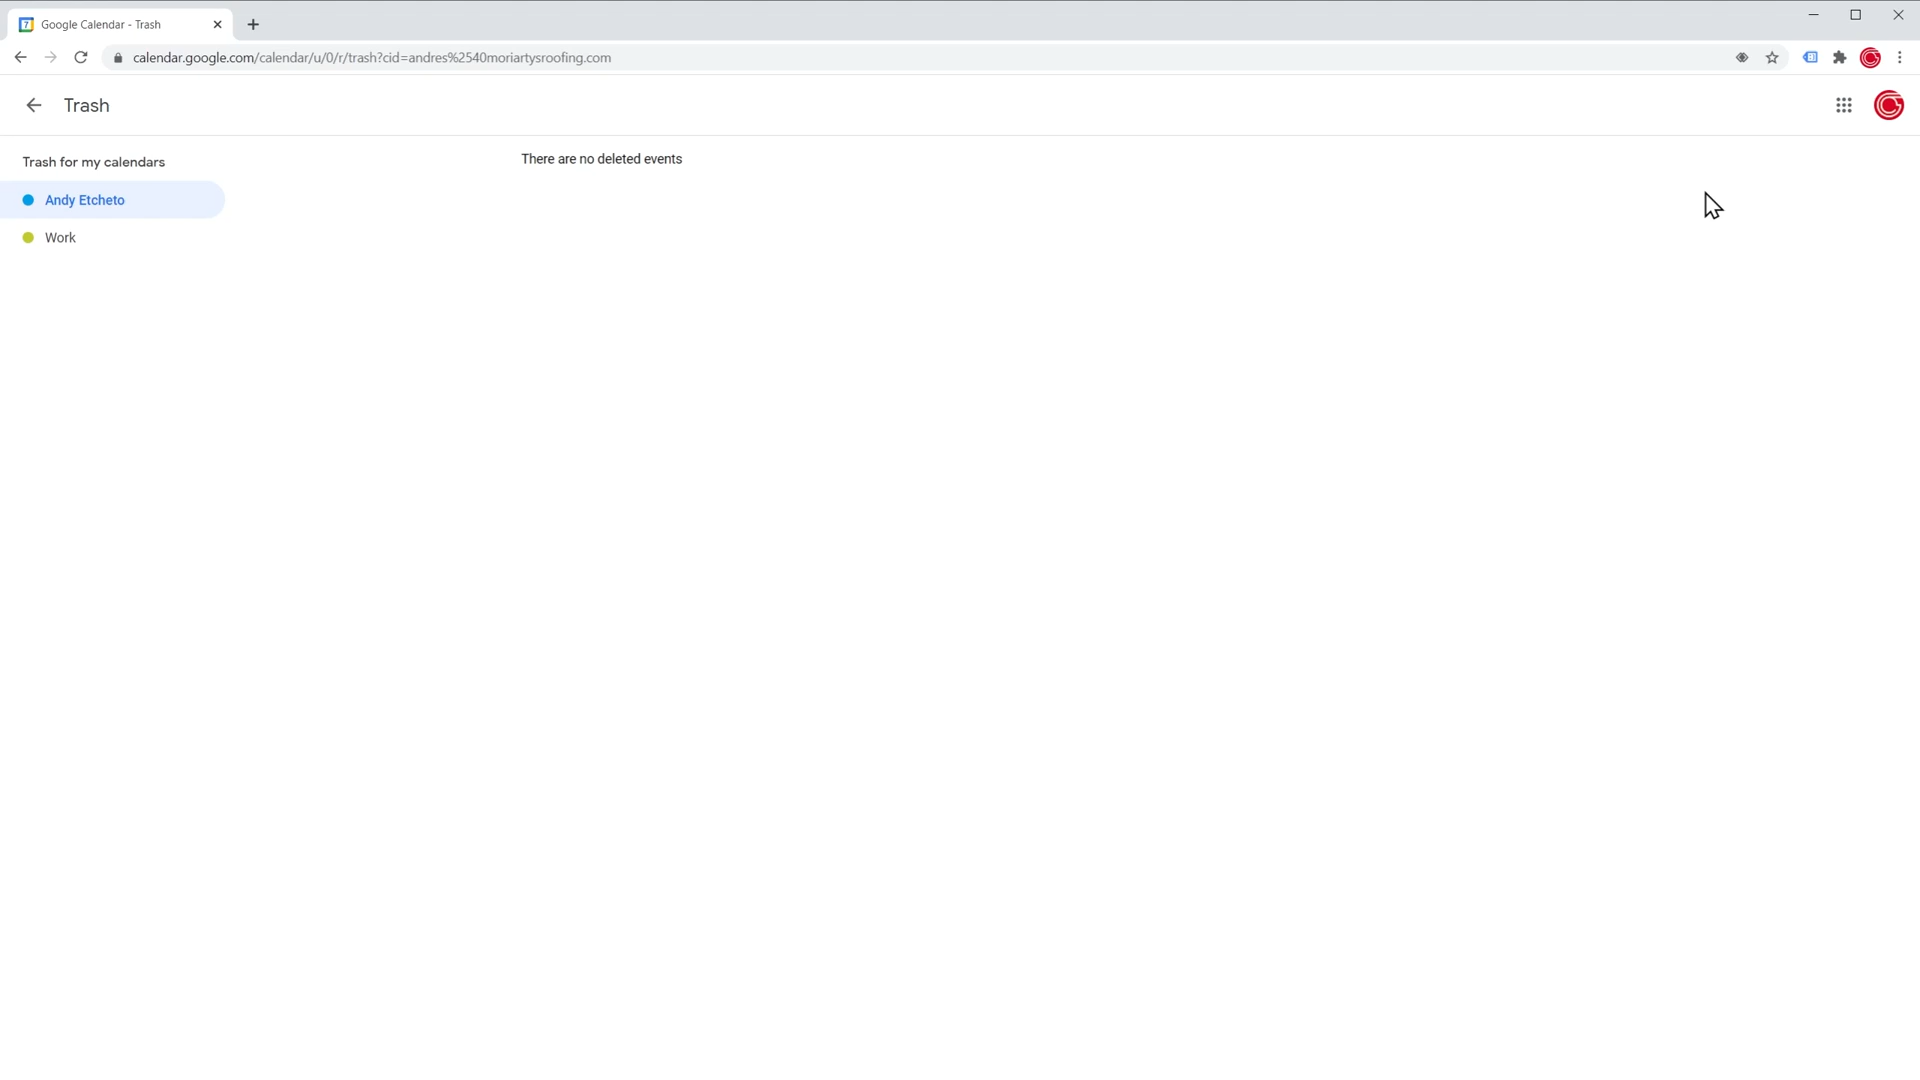 7 Google Calendar - Trash
calendar.google.com/calendar/u/0/r/trash?cid=andres%2540moriartysroofing.com
Trash
Trash for my calendars
There are no deleted events
Andy Etcheto
Work